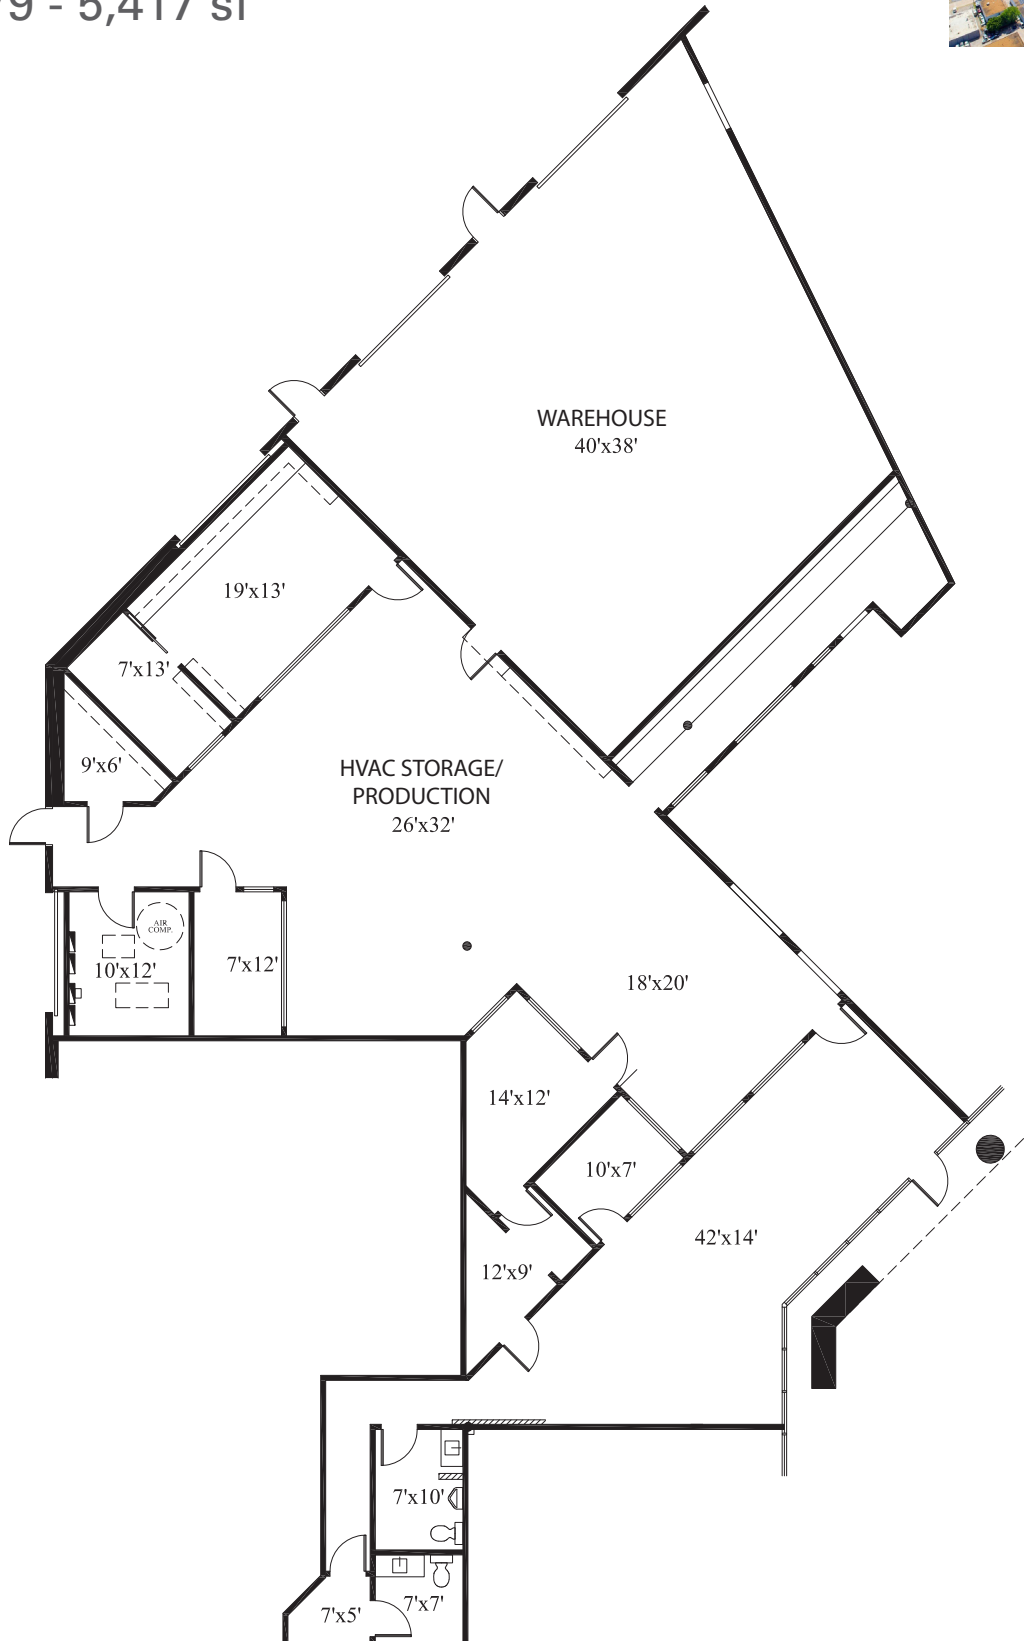 - 5,417 sf
WAREHOUSE
40'x38'
19'x13'
7'x13'
9'x6'
HVAC STORAGE/
PRODUCTION
26'x32'
AIR
COMP.
10'x12'
7'x12'
18'x20'
14'x12'
10'x7'
42'x14'
12'x9'
7'x10'
7'x7'
7'x5'